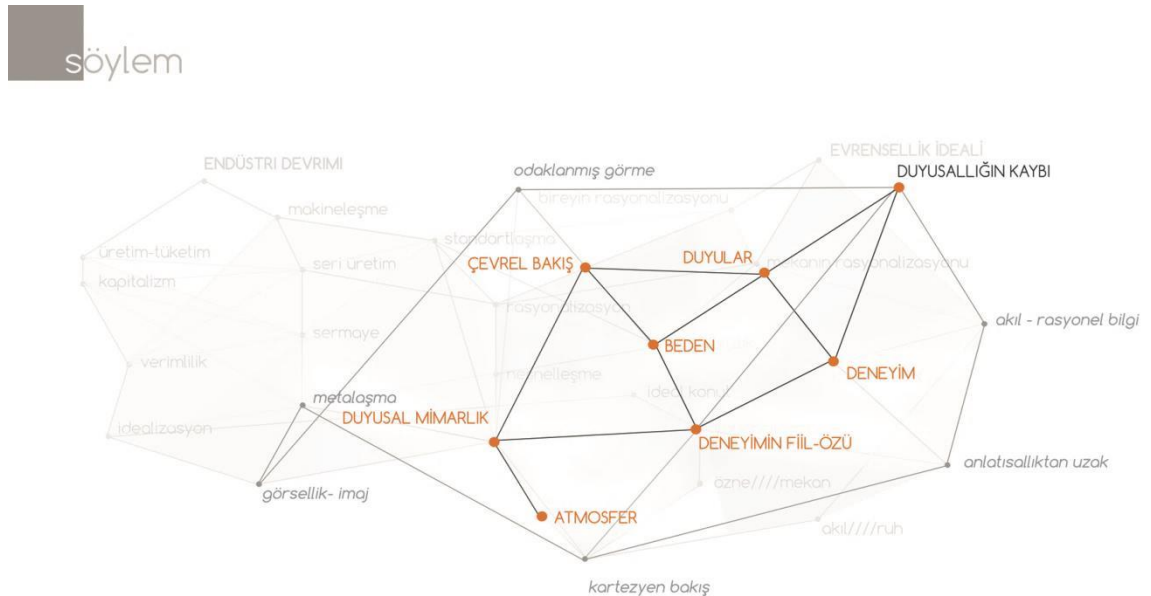 söylem
ENDÜSTRI DEVRIMI
EVRENSELLİK İDEALİ
odaklanmış görme
DUYUSALLIĞIN KAYBI
makineleşme
bireyin rasyonalizasyonu
standartlaşma
üretim-tüketim
seri üretim
ÇEVREL BAKIŞ
DUYULAR
mekanın rasyonalizasyonu
kapitalizm
rasyonalizasyon
akıl - rasyonel bilgi
sermaye
BEDEN
verimlilik
nesnelleşme
DENEYİM
metalaşma
ideal konut
DUYUSAL MİMARLIK
idealizasyon
DENEYİMİN FİİL-ÖZÜ
anlatısallıktan uzak
görsellik- imaj
özne////mekan
ATMOSFER
akıl////ruh
kartezyen bakış